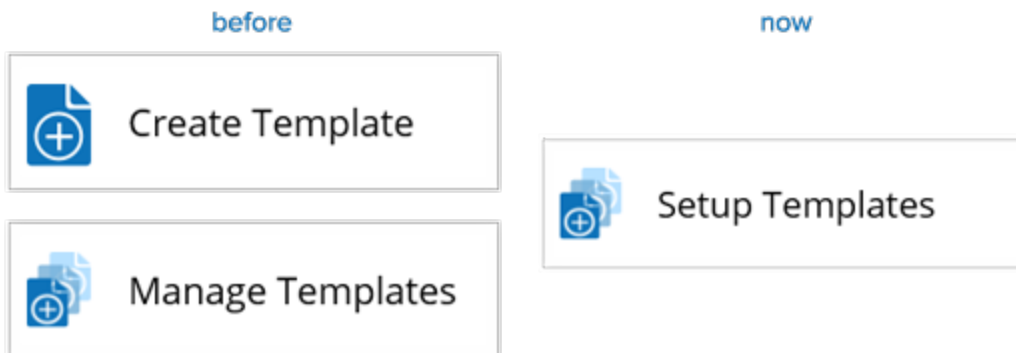 before
Create Template
Manage Templates
now
Setup Templates